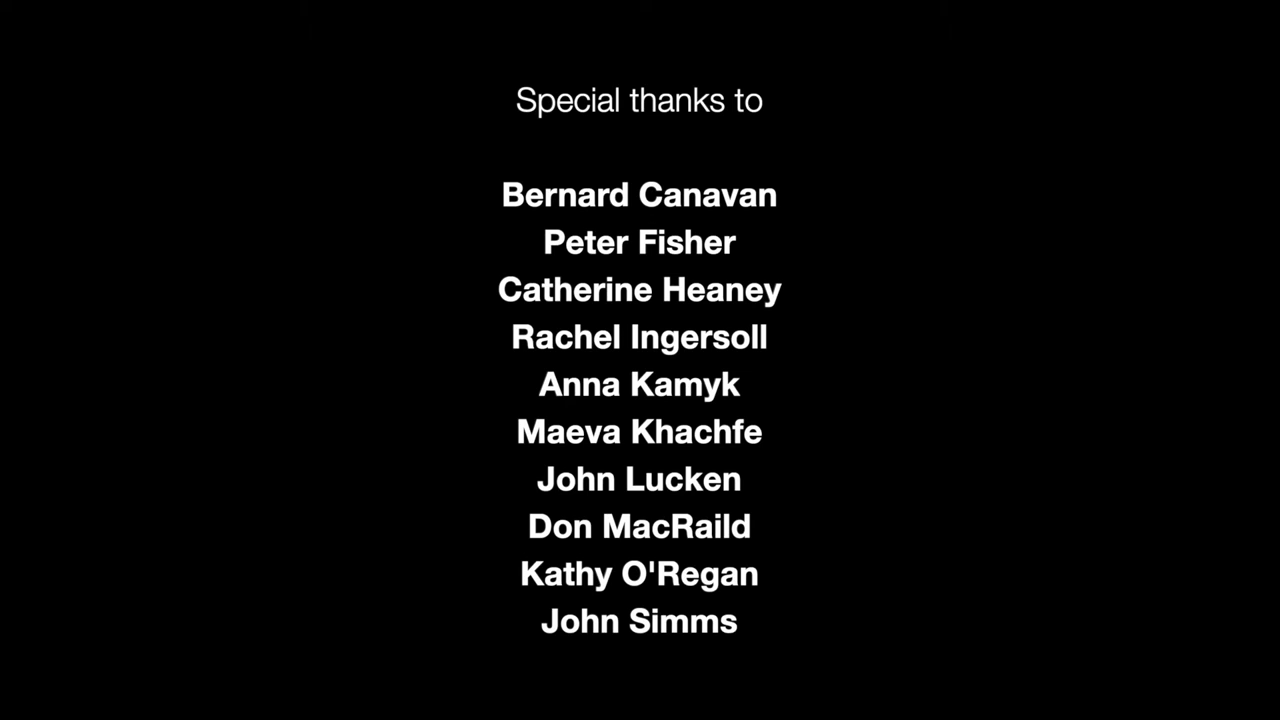 Special thanks to
Bernard Canavan
Peter Fisher
Catherine Heaney
Rachel Ingersoll
Anna Kamyk
Maeva Khachfe
John Lucken
Don MacRaild
Kathy O'Regan
John Simms